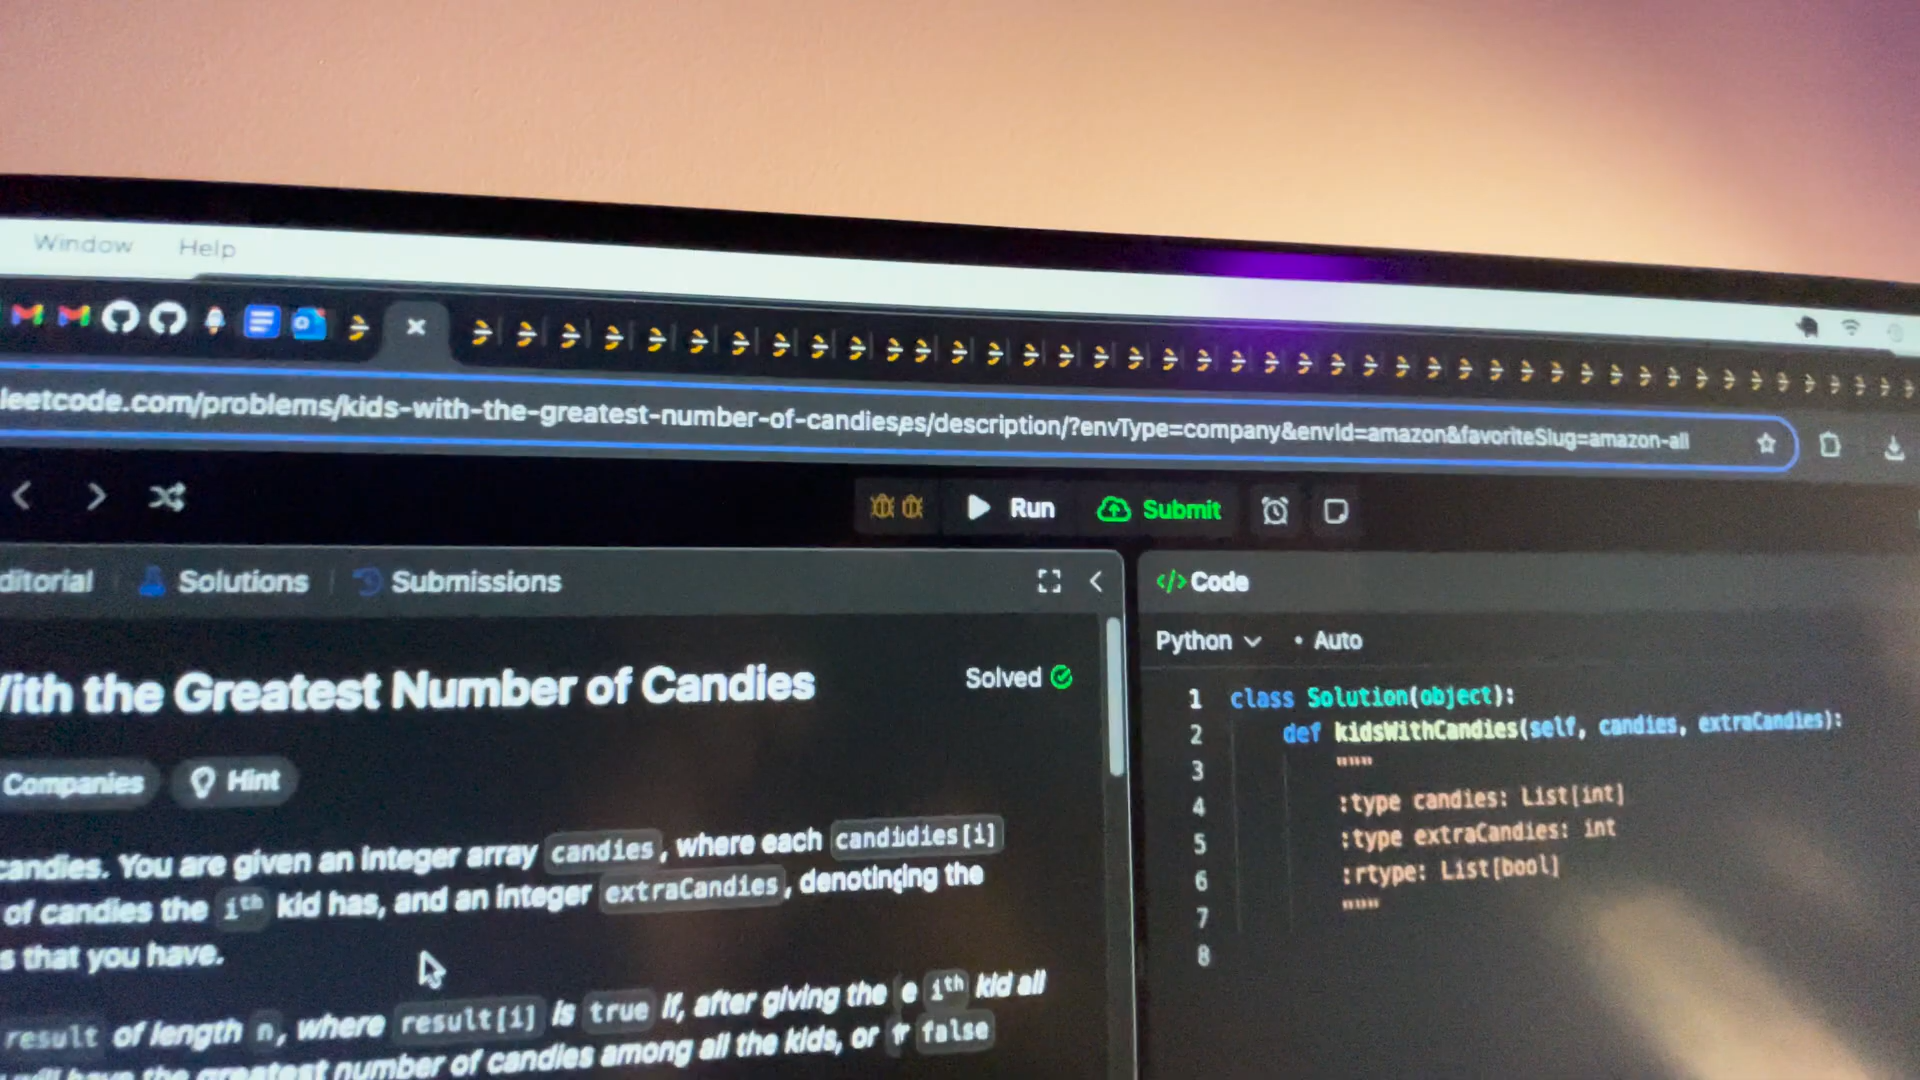 Window Help
leetcode.com/problems/kids-with-the-greatest-number-of-candieses/description/?envType=company&envId=amazon&favoriteSlug=amazon-all
Run Submit
ditorial Solutions Submissions
</> Code
Python Auto
With the Greatest Number of Candies
Solved
Companies Hint
candies. You are given an integer array candies, where each candidies[i]
of candies the ith kid has, and an integer extraCandies, denoting the
s that you have.
result of length n, where result[i] is true if, after giving the ith kid all
will have the greatest number of candies among all the kids, or false
1 class Solution(object):
2 def kidsWithCandies(self, candies, extraCandies):
3 """
4 :type candies: List[int]
5 :type extraCandies: int
6 :rtype: List[bool]
7 """
8